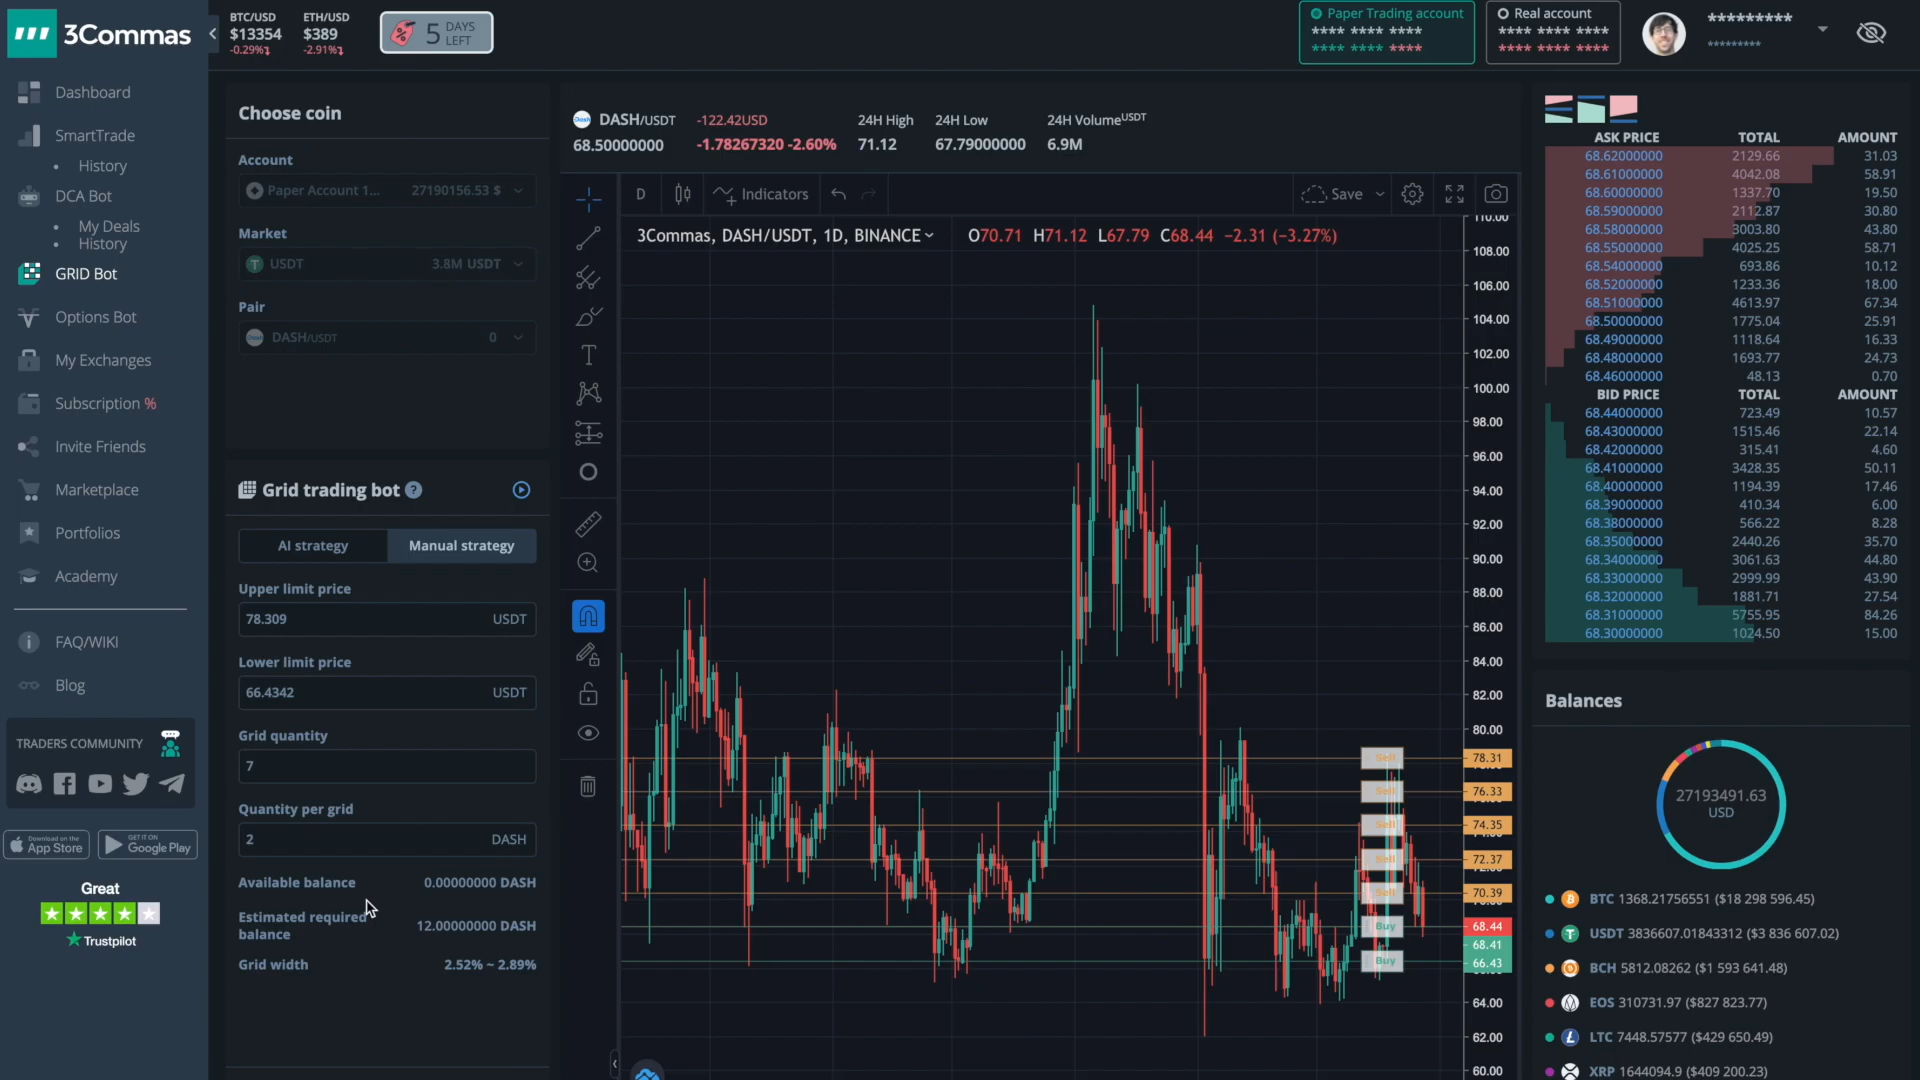 3Commas
BTC/USD
$13354
-0.29%
ETH/USD
$389
-2.91%
5 DAYS LEFT
Paper Trading account
**** **** ****
**** **** ****
Real account
**** **** ****
**** **** ****
*********
*********
Dashboard
SmartTrade
History
DCA Bot
My Deals
History
GRID Bot
Options Bot
My Exchanges
Subscription %
Invite Friends
Marketplace
Portfolios
Academy
FAQ/WIKI
Blog
TRADERS COMMUNITY
Download on the App Store
GET IT ON Google Play
Great
Trustpilot
Choose coin
Account
Paper Account 1... 27190156.53 $
Market
USDT 3.8M USDT
Pair
DASH/USDT 0
Grid trading bot ?
AI strategy Manual strategy
Upper limit price
78.309 USDT
Lower limit price
66.4342 USDT
Grid quantity
7
Quantity per grid
2 DASH
Available balance 0.00000000 DASH
Estimated required balance 12.00000000 DASH
Grid width 2.52% ~ 2.89%
DASH/USDT -122.42USD 24H High 24H Low 24H Volume USDT
68.50000000 -1.78267320 -2.60% 71.12 67.79000000 6.9M
D Indicators Save
3Commas, DASH/USDT, 1D, BINANCE O70.71 H71.12 L67.79 C68.44 -2.31 (-3.27%)
110.00
108.00
106.00
104.00
102.00
100.00
98.00
96.00
94.00
92.00
90.00
88.00
86.00
84.00
82.00
80.00
Sell 78.31
Sell 76.33
Sell 74.35
Sell 72.37
Sell 70.39
Buy 68.44
68.41
Buy 66.43
64.00
62.00
60.00
ASK PRICE TOTAL AMOUNT
68.62000000 2129.66 31.03
68.61000000 4042.08 58.91
68.60000000 1337.70 19.50
68.59000000 2112.87 30.80
68.58000000 3003.80 43.80
68.55000000 4025.25 58.71
68.54000000 693.86 10.12
68.52000000 1233.36 18.00
68.51000000 4613.97 67.34
68.50000000 1775.04 25.91
68.49000000 1118.64 16.33
68.48000000 1693.77 24.73
68.46000000 48.13 0.70
BID PRICE TOTAL AMOUNT
68.44000000 723.49 10.57
68.43000000 1515.46 22.14
68.42000000 315.41 4.60
68.41000000 3428.35 50.11
68.40000000 1194.39 17.46
68.39000000 410.34 6.00
68.38000000 566.22 8.28
68.35000000 2440.26 35.70
68.34000000 3061.63 44.80
68.33000000 2999.99 43.90
68.32000000 1881.71 27.54
68.31000000 5755.95 84.26
68.30000000 1024.50 15.00
Balances
27193491.63
USD
BTC 1368.21756551 ($18 298 596.45)
USDT 3836607.01843312 ($3 836 607.02)
BCH 5812.08262 ($1 593 641.48)
EOS 310731.97 ($827 823.77)
LTC 7448.57577 ($429 650.49)
XRP 1644094.9 ($409 200.23)